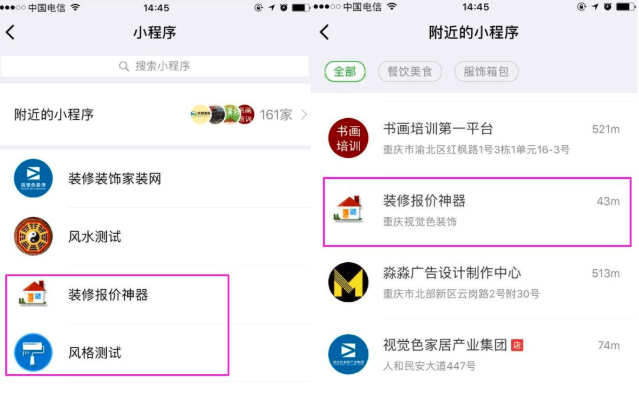 中国电信 14:45
小程序
搜索小程序
附近的小程序 161家
装修装饰家装网
风水测试
装修报价神器
风格测试
中国电信 14:45
附近的小程序
全部 餐饮美食 服饰箱包
书画培训
书画培训第一平台 521m
重庆市渝北区红枫路1号3栋1单元16-3号
装修报价神器 43m
重庆视觉色装饰
淼淼广告设计制作中心 513m
重庆市北部新区云岗路2号附30号
视觉色家居产业集团 店 74m
人和民安大道447号